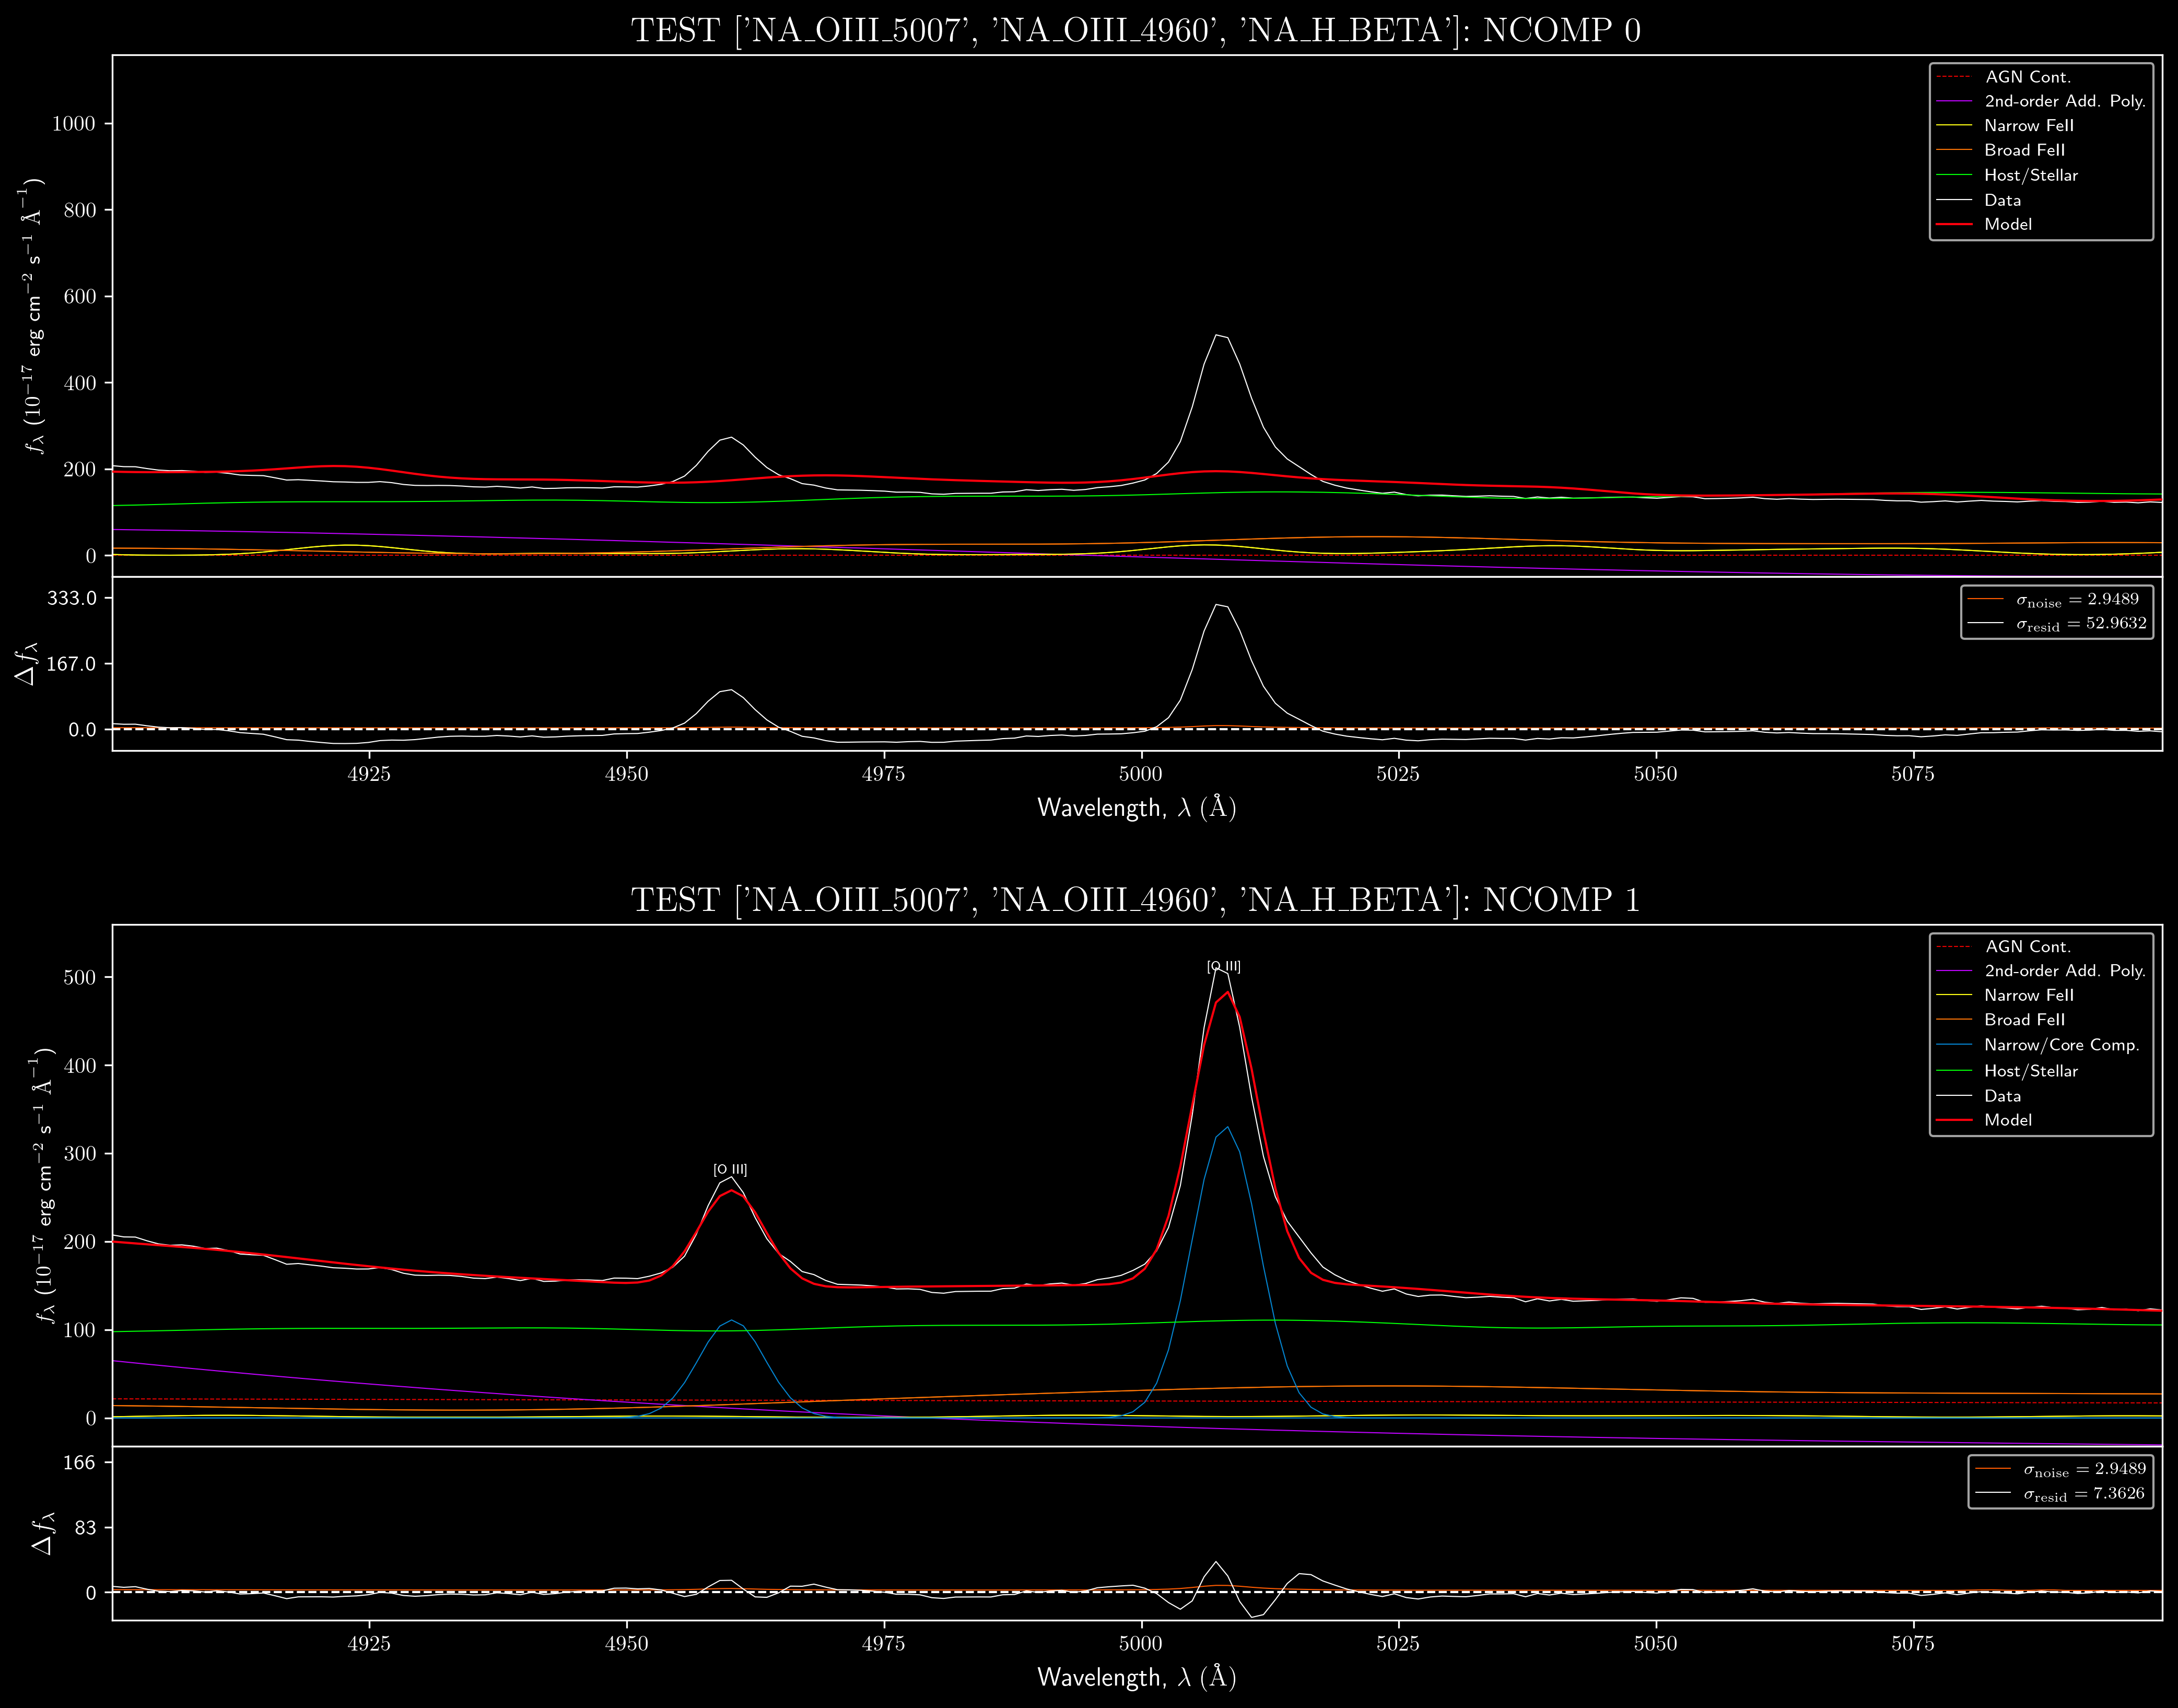 TEST ['NA_OIII_5007', 'NA_OIII_4960', 'NA_H_BETA']: NCOMP 0
AGN Cont.
2nd-order Add. Poly.
Narrow FeII
Broad FeII
Host/Stellar
Data
Model
1000
800
600
400
200
0
f_λ (10^{-17} erg cm^{-2} s^{-1} Å^{-1})
σ_noise = 2.9489
σ_resid = 52.9632
333.0
167.0
0.0
Δf_λ
4925 4950 4975 5000 5025 5050 5075
Wavelength, λ (Å)
TEST ['NA_OIII_5007', 'NA_OIII_4960', 'NA_H_BETA']: NCOMP 1
AGN Cont.
2nd-order Add. Poly.
Narrow FeII
Broad FeII
Narrow/Core Comp.
Host/Stellar
Data
Model
[O III]
[O III]
500
400
300
200
100
0
f_λ (10^{-17} erg cm^{-2} s^{-1} Å^{-1})
σ_noise = 2.9489
σ_resid = 7.3626
166
83
0
Δf_λ
4925 4950 4975 5000 5025 5050 5075
Wavelength, λ (Å)